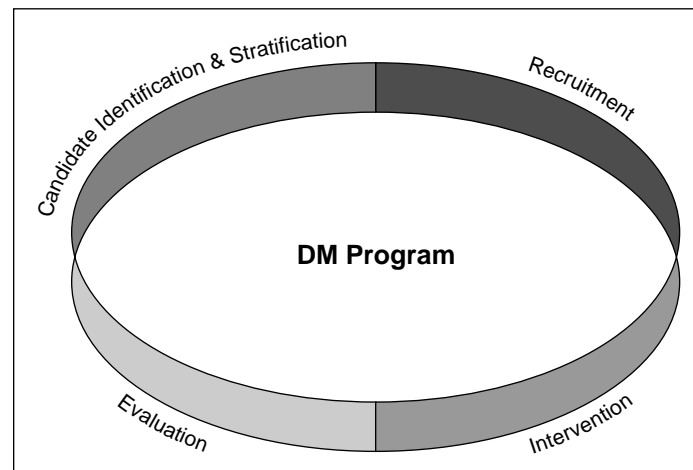 Candidate Identification & Stratification
Recruitment
DM Program
Evaluation
Intervention